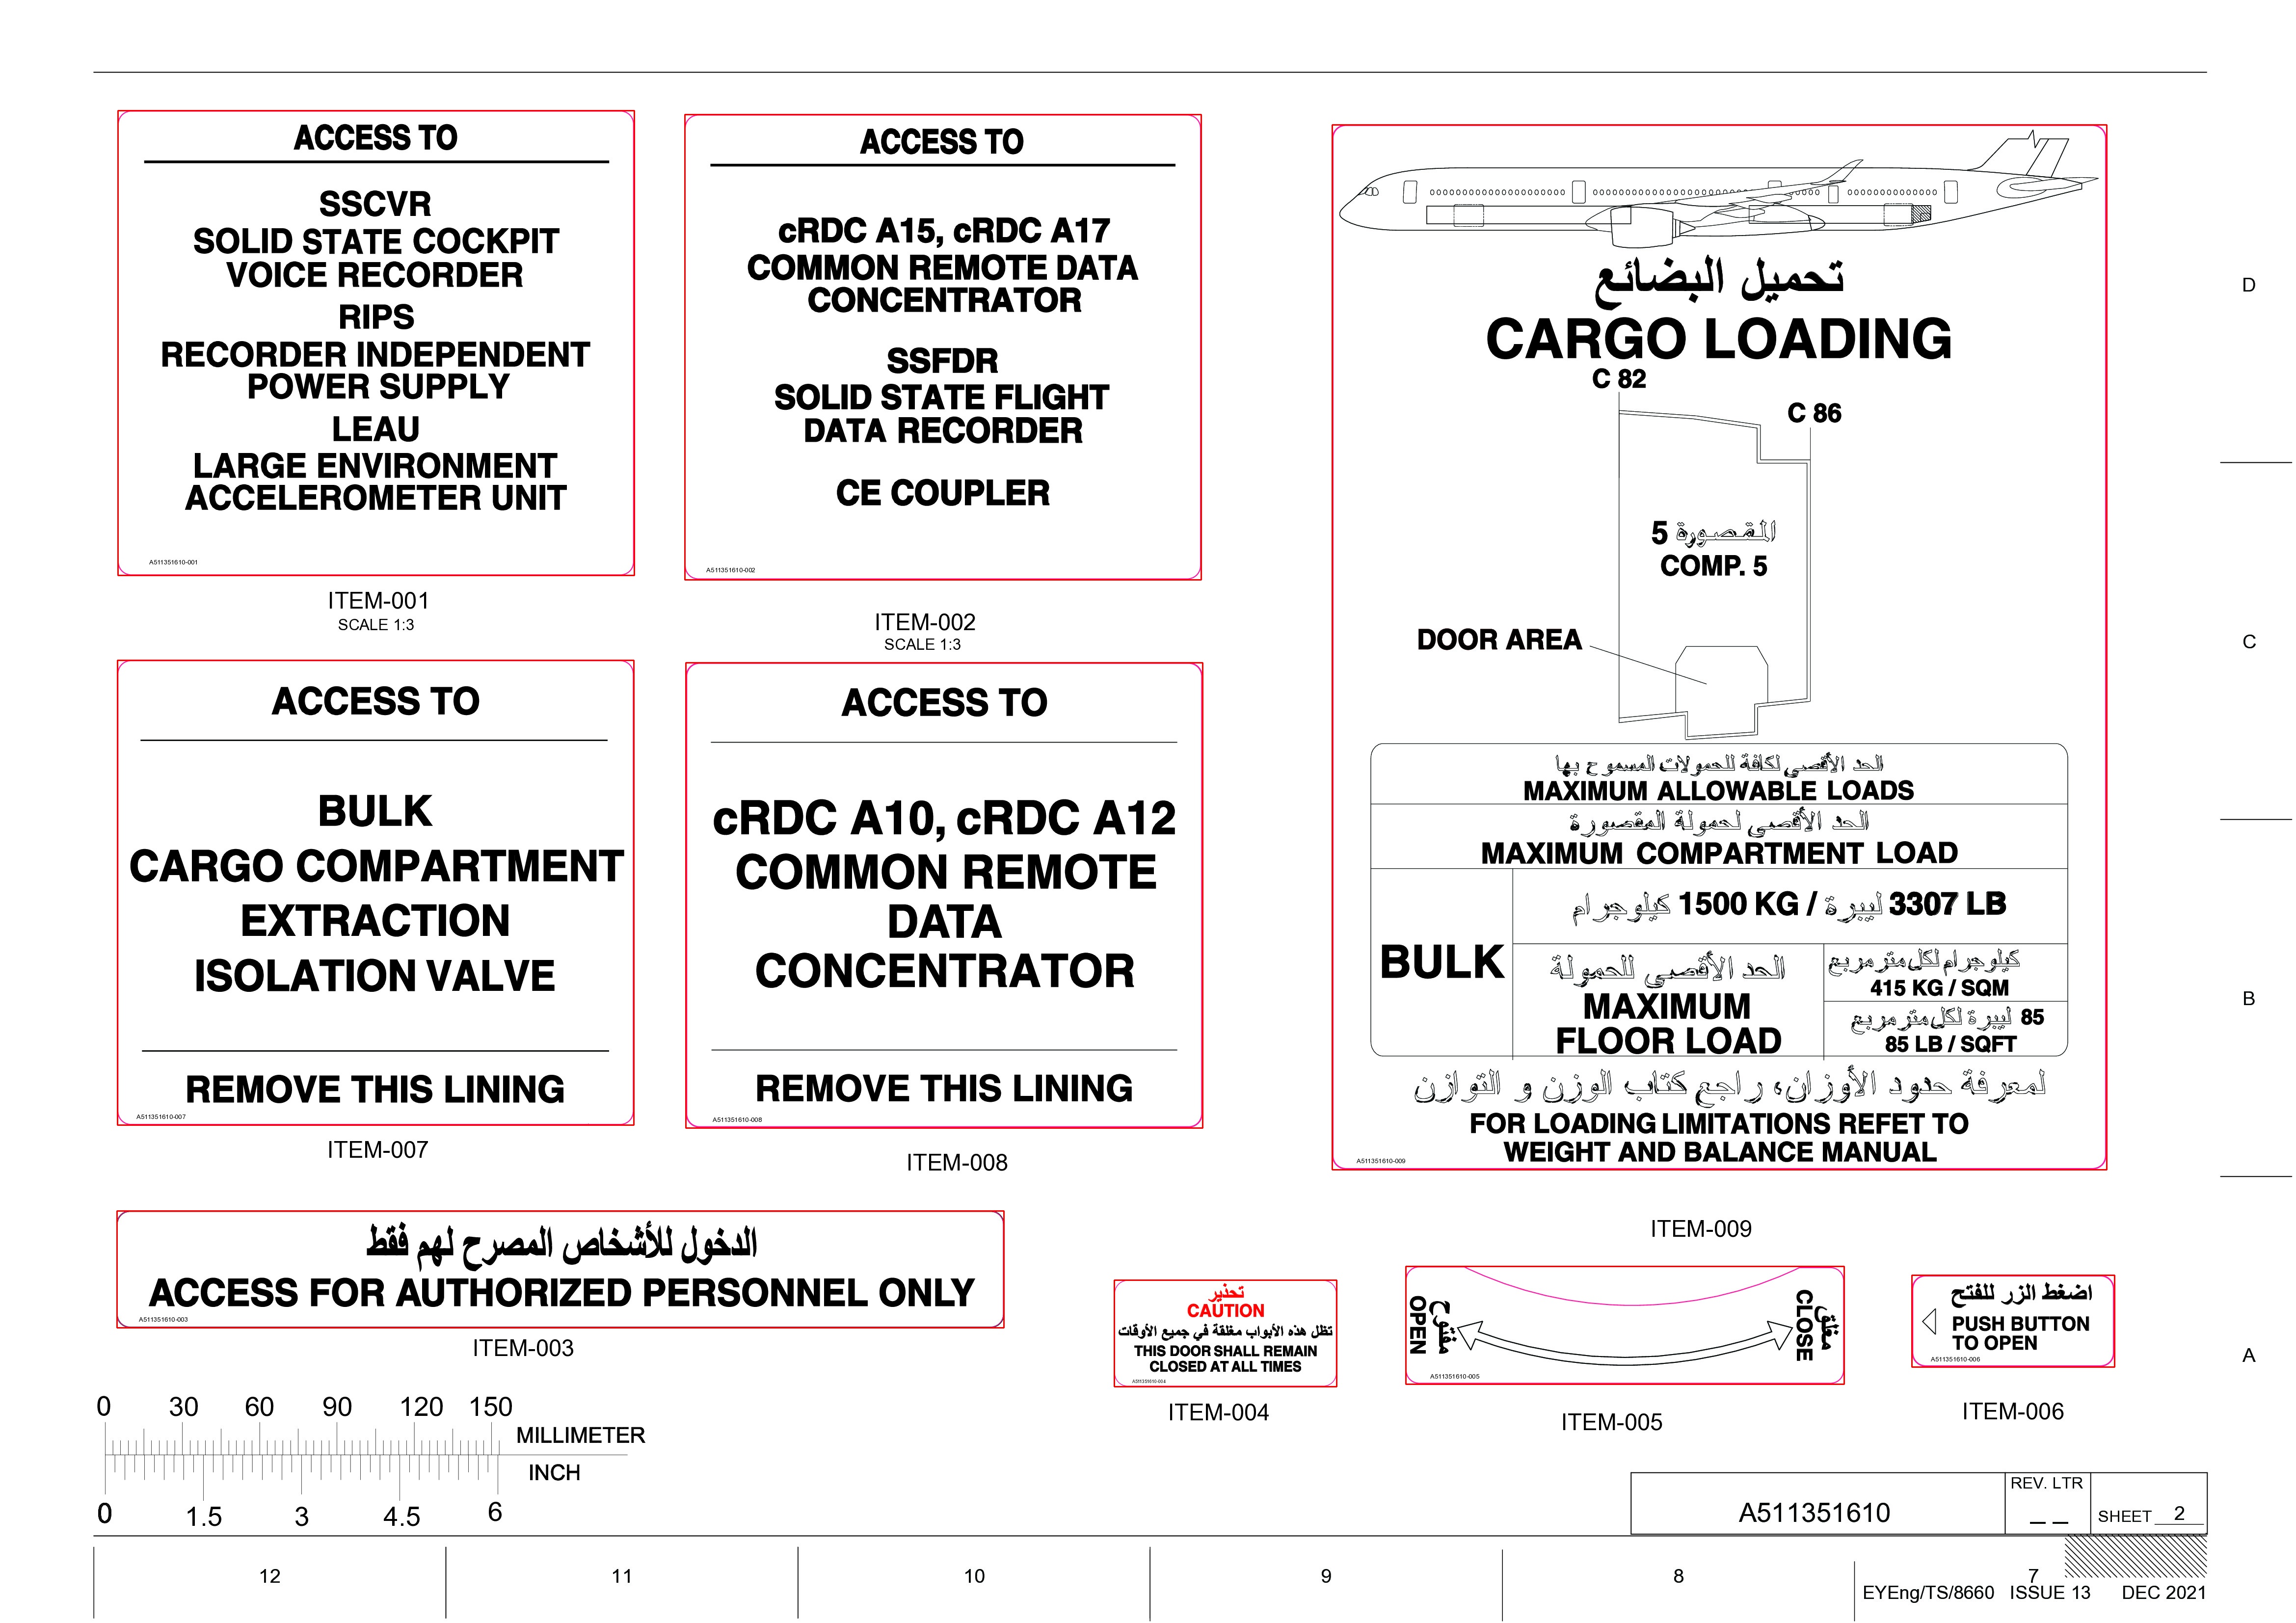 ACCESS TO
SSCVR
SOLID STATE COCKPIT
VOICE RECORDER
RIPS
RECORDER INDEPENDENT
POWER SUPPLY
LEAU
LARGE ENVIRONMENT
ACCELEROMETER UNIT
A511351610-001
ITEM-001
SCALE 1:3
ACCESS TO
cRDC A15, cRDC A17
COMMON REMOTE DATA
CONCENTRATOR
SSFDR
SOLID STATE FLIGHT
DATA RECORDER
CE COUPLER
A511351610-002
ITEM-002
SCALE 1:3
تحميل البضائع
CARGO LOADING
C 82
C 86
المقصورة 5
COMP. 5
DOOR AREA
الحد الأقصي لكافة للحمولات المسموح بها
MAXIMUM ALLOWABLE LOADS
الحد الأقصي لحمولة المقصورة
MAXIMUM COMPARTMENT LOAD
BULK
كيلوجرام 1500 KG / ليبرة 3307 LB
الحد الأقصي للحمولة
MAXIMUM
FLOOR LOAD
كيلوجرام لكل متر مربع
415 KG / SQM
85 ليبرة لكل متر مربع
85 LB / SQFT
لمعرفة حدود الأوزان، راجع كتاب الوزن و التوازن
FOR LOADING LIMITATIONS REFET TO
WEIGHT AND BALANCE MANUAL
A511351610-009
ITEM-009
ACCESS TO
BULK
CARGO COMPARTMENT
EXTRACTION
ISOLATION VALVE
REMOVE THIS LINING
A511351610-007
ITEM-007
ACCESS TO
cRDC A10, cRDC A12
COMMON REMOTE
DATA
CONCENTRATOR
REMOVE THIS LINING
A511351610-008
ITEM-008
الدخول للأشخاص المصرح لهم فقط
ACCESS FOR AUTHORIZED PERSONNEL ONLY
A511351610-003
ITEM-003
تحذير
CAUTION
تظل هذه الأبواب مغلقة في جميع الأوقات
THIS DOOR SHALL REMAIN
CLOSED AT ALL TIMES
A511351610-004
ITEM-004
مفتوح
OPEN
مغلق
CLOSE
A511351610-005
ITEM-005
اضغط الزر للفتح
PUSH BUTTON
TO OPEN
A511351610-006
ITEM-006
0 30 60 90 120 150
MILLIMETER
INCH
0 1.5 3 4.5 6
A511351610
REV. LTR
_ _
SHEET 2
D
C
B
A
12 11 10 9 8 7
EYEng/TS/8660 ISSUE 13 DEC 2021